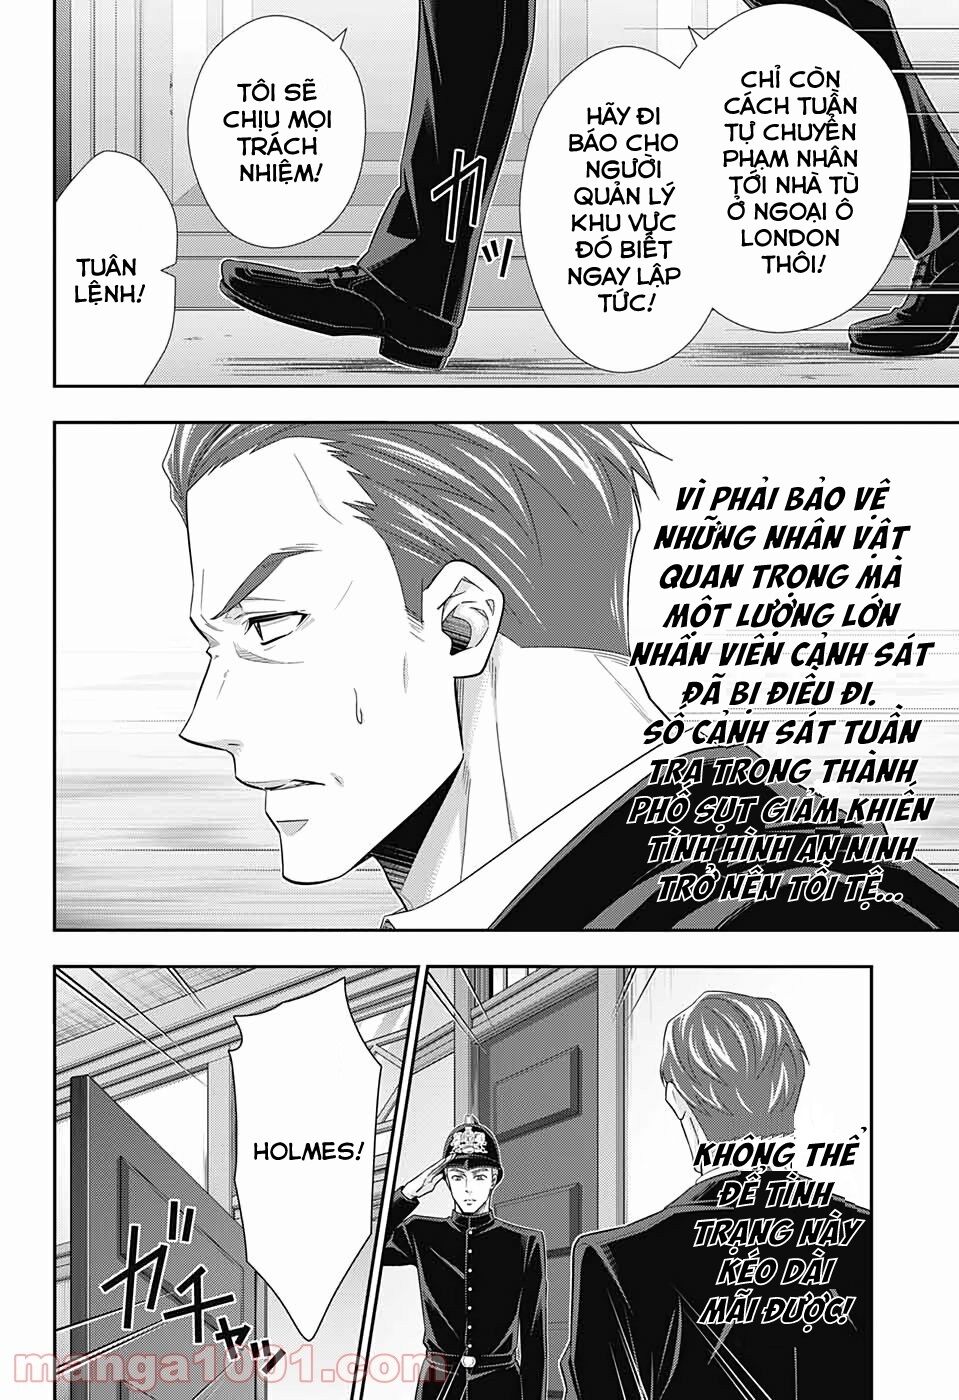 CHỈ CÒN
CÁCH TUẦN
TỰ CHUYỂN
PHẠM NHÂN
TỚI NHÀ TÙ
Ở NGOẠI Ô
LONDON
THÔI!
HÃY ĐI
BÁO CHO
NGƯỜI
QUẢN LÝ
KHU VỰC
ĐÓ BIẾT
NGAY LẬP
TỨC!
TÔI SẼ
CHỊU MỌI
TRÁCH
NHIỆM!
TUÂN
LỆNH!
VÌ PHẢI BẢO VỆ
NHỮNG NHÂN VẬT
QUAN TRỌNG MÀ
MỘT LƯỢNG LỚN
NHÂN VIÊN CẢNH SÁT
ĐÃ BỊ ĐIỀU ĐI.
SỐ CẢNH SÁT TUẦN
TRA TRONG THÀNH
PHỐ SỤT GIẢM KHIẾN
TÌNH HÌNH AN NINH
TRỞ NÊN TỒI TỆ...
KHÔNG THỂ
ĐỂ TÌNH
TRẠNG NÀY
KÉO DÀI
MÃI ĐƯỢC!
HOLMES!
ガチャッ
manga1001.com